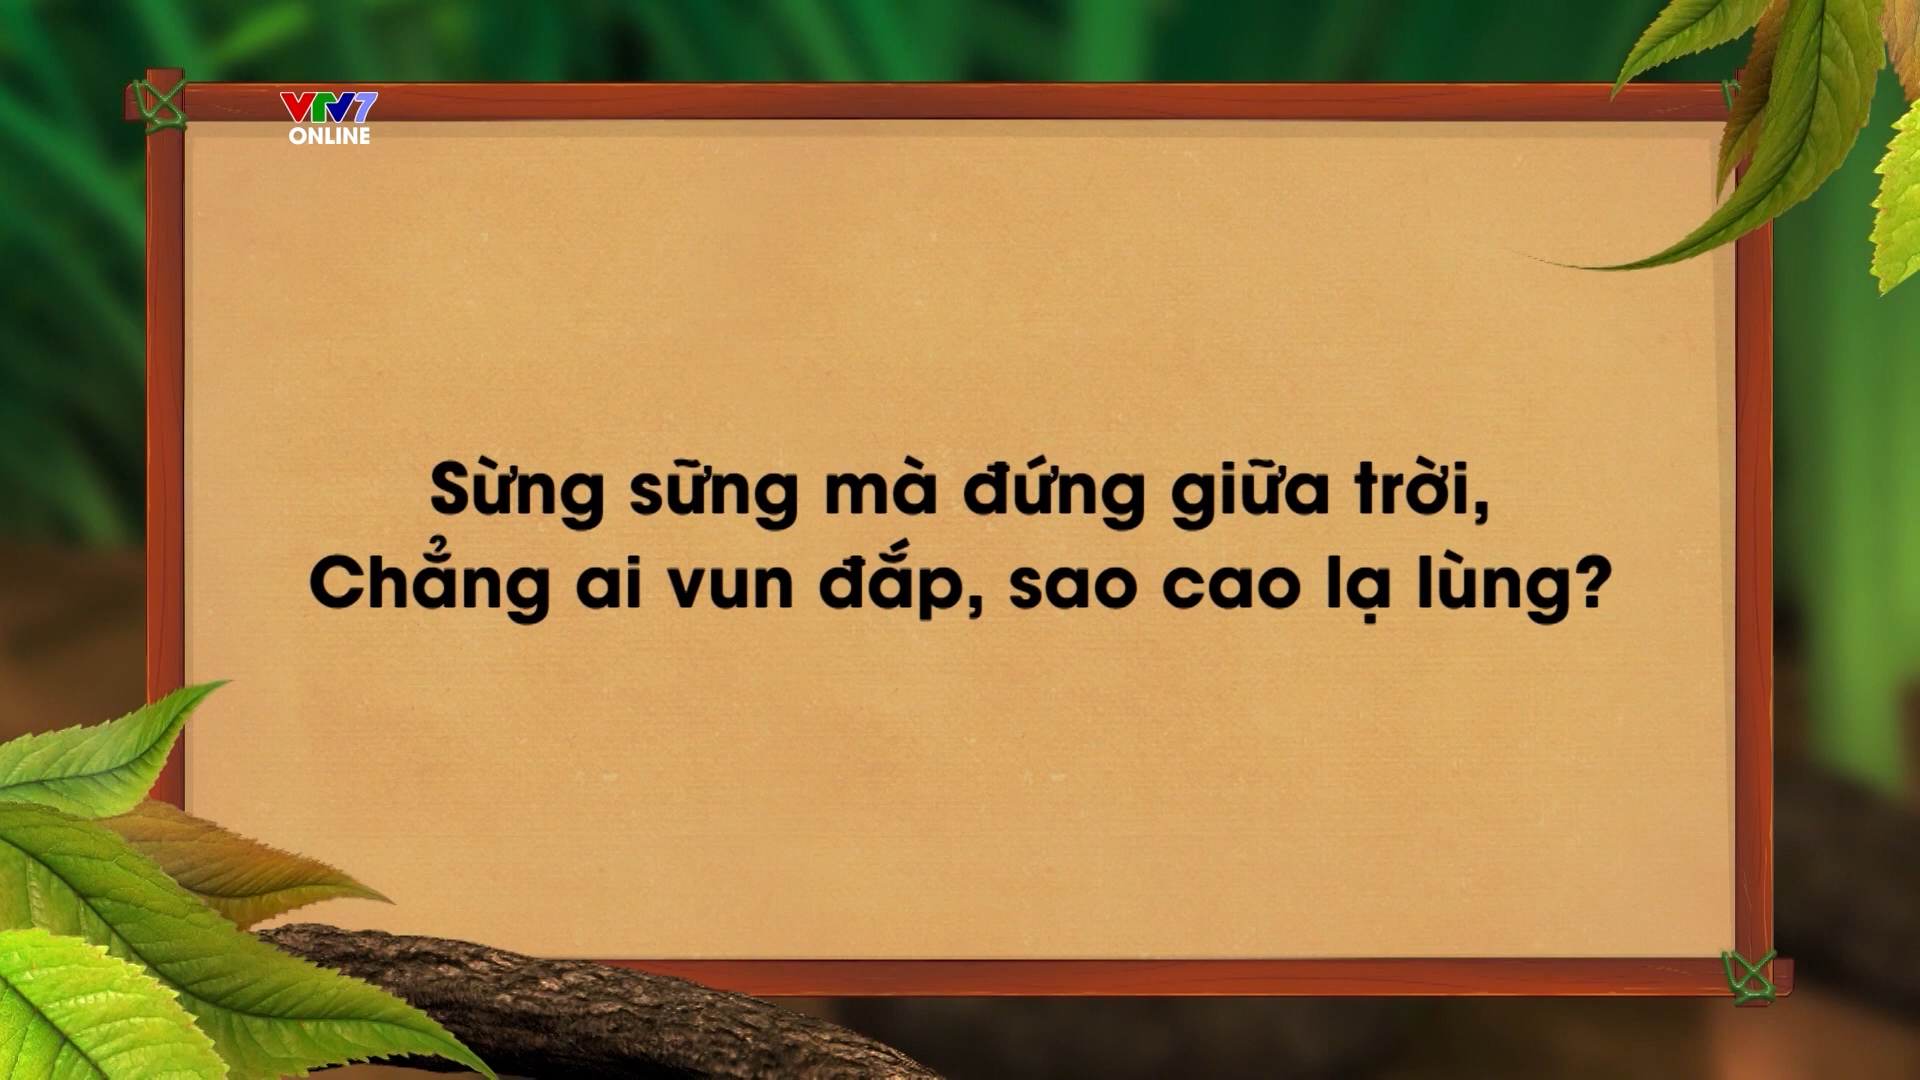 VTV7
ONLINE
Sừng sững mà đứng giữa trời,
Chẳng ai vun đắp, sao cao lạ lùng?